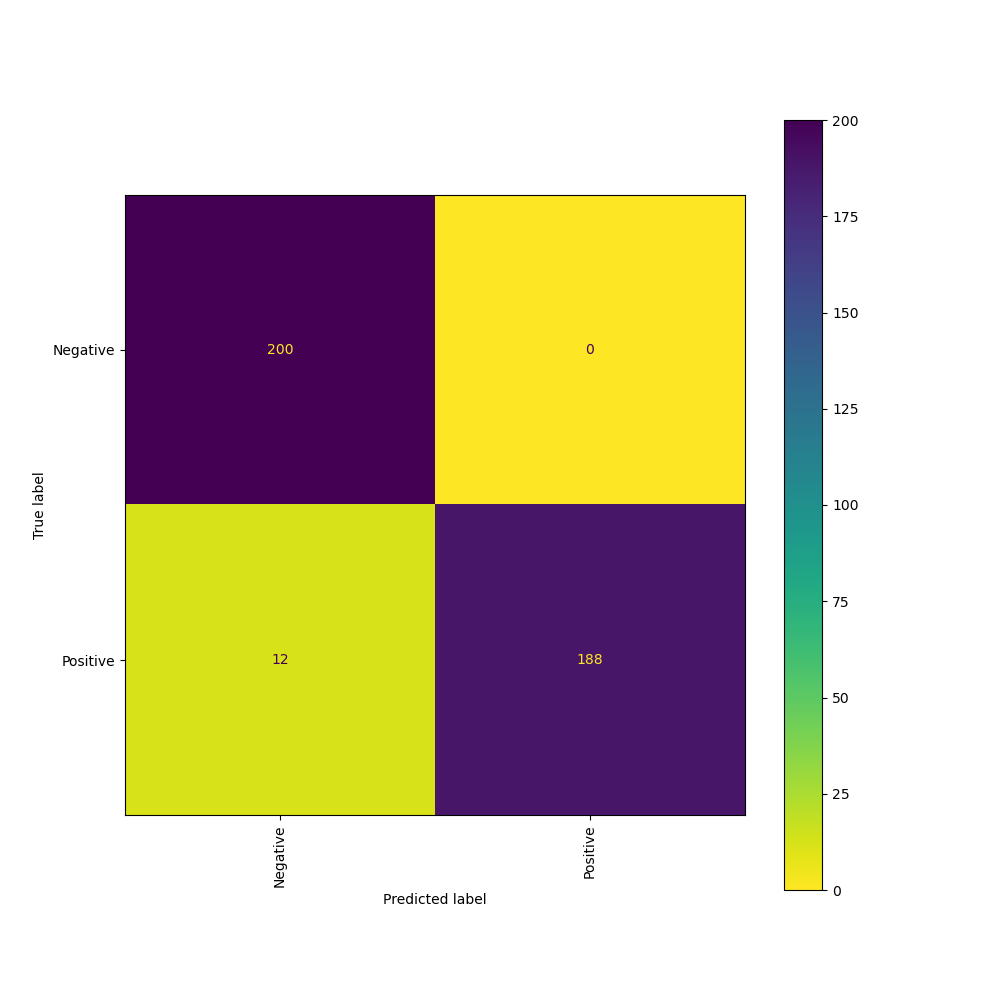 True label
Negative
Positive
200
0
12
188
Negative
Positive
Predicted label
200
175
150
125
100
75
50
25
0